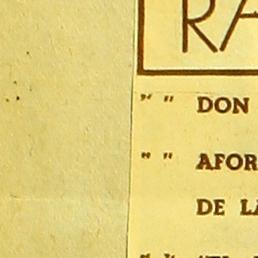 RA
" " DON
" " AFOR
DE LA